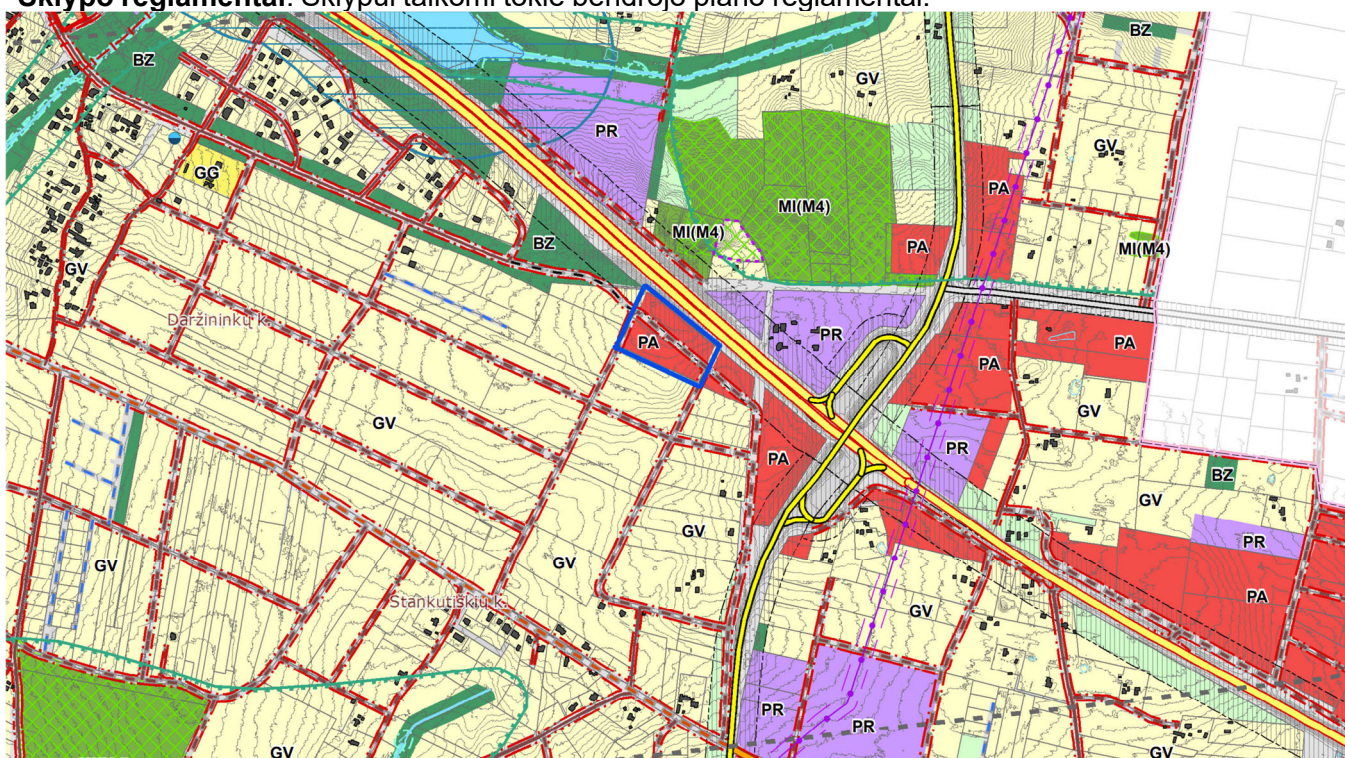 Sklypo reglamentai. Sklypui taikomi tokie bendrojo plano reglamentai:
BZ
BZ
GV
PR
GV
GG
PA
MI(M4)
MI(M4)
PA
MI(M4)
BZ
GV
Daržininkų k.
PA
PR
PA
PA
GV
GV
PA
PR
BZ
GV
GV
PR
GV
GV
PA
Stankutiškių k.
GV
PR
PR
GV
GV